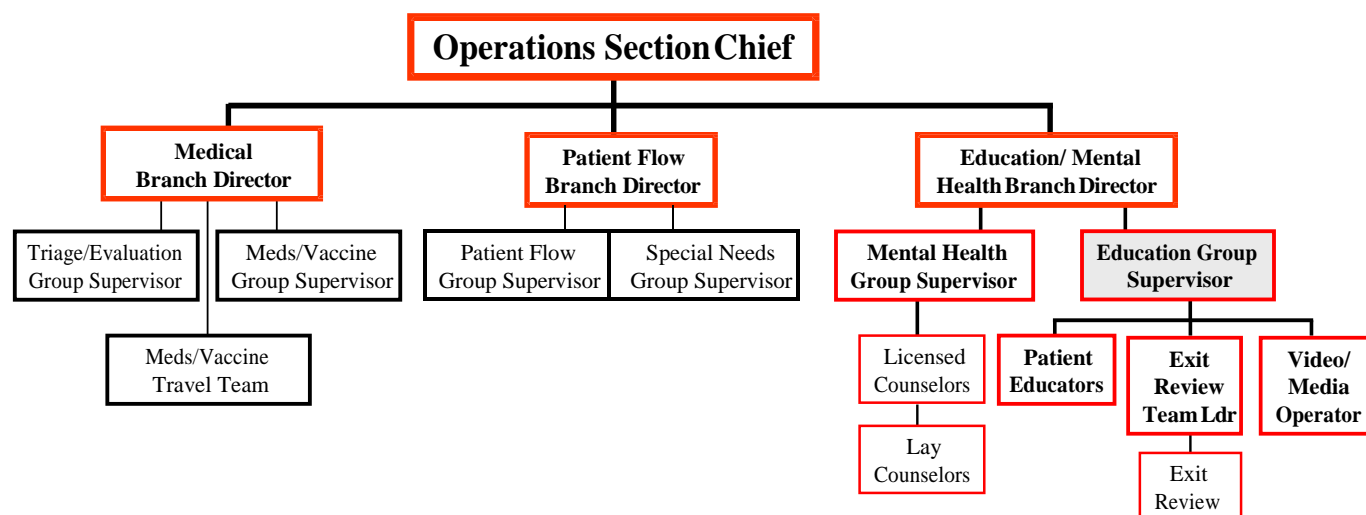 Operations Section Chief
Medical
Branch Director
Patient Flow
Branch Director
Education/ Mental
Health Branch Director
Triage/Evaluation
Group Supervisor
Meds/Vaccine
Group Supervisor
Patient Flow
Group Supervisor
Special Needs
Group Supervisor
Mental Health
Group Supervisor
Education Group
Supervisor
Meds/Vaccine
Travel Team
Licensed
Counselors
Patient
Educators
Exit
Review
Team Ldr
Video/
Media
Operator
Lay
Counselors
Exit
Review